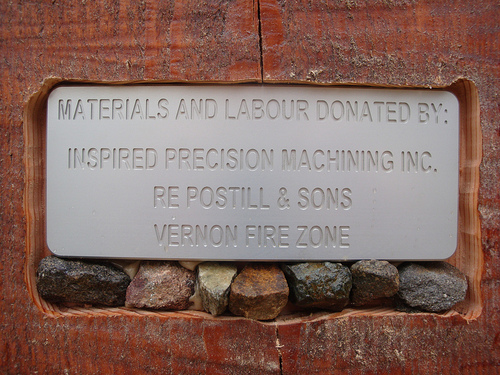 MATERIALS AND LABOUR DONATED BY:
INSPIRED PRECISION MACHINING INC.
RE POSTILL & SONS
VERNON FIRE ZONE